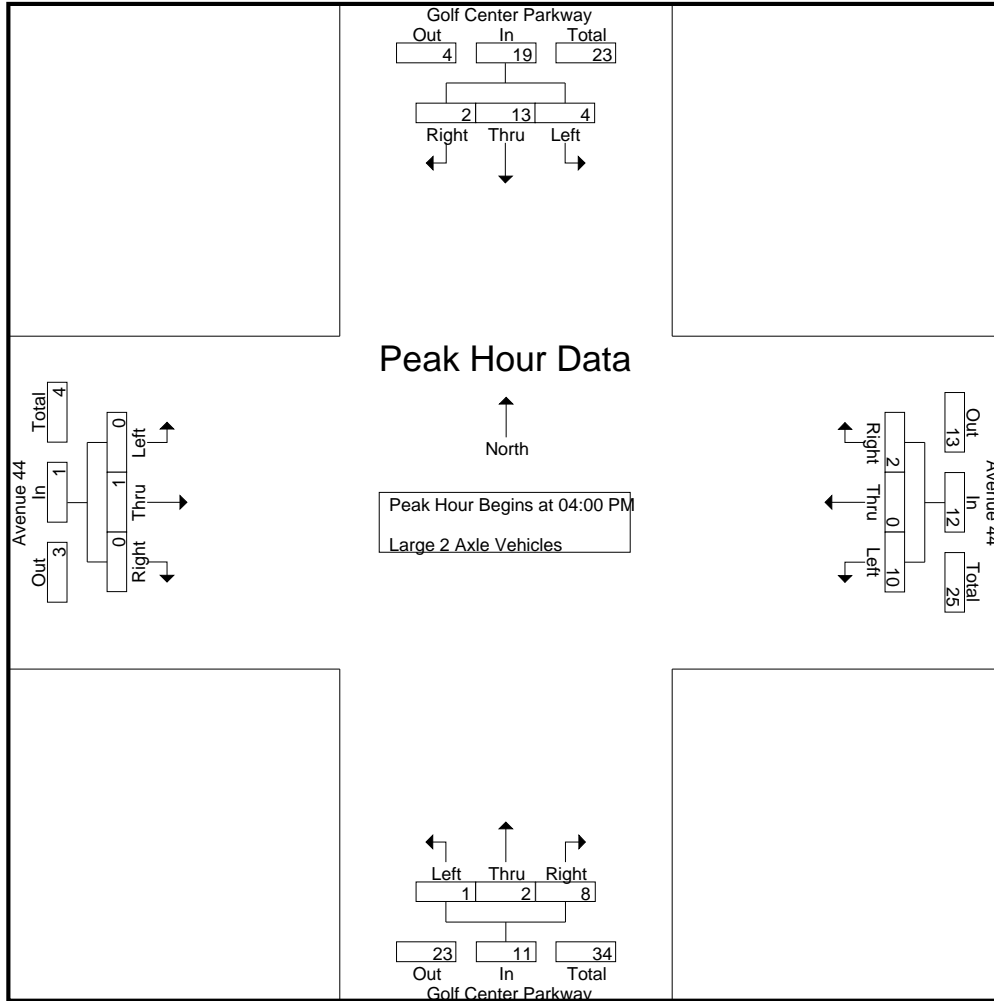 Golf Center Parkway
Out In Total
4 19 23
2 13 4
Right Thru Left
Peak Hour Data
North
Peak Hour Begins at 04:00 PM
Large 2 Axle Vehicles
Avenue 44
Out In Total
3 1 4
0 1 0
Right Thru Left
Avenue 44
Out In Total
13 12 25
2 0 10
Right Thru Left
Left Thru Right
1 2 8
23 11 34
Out In Total
Golf Center Parkway